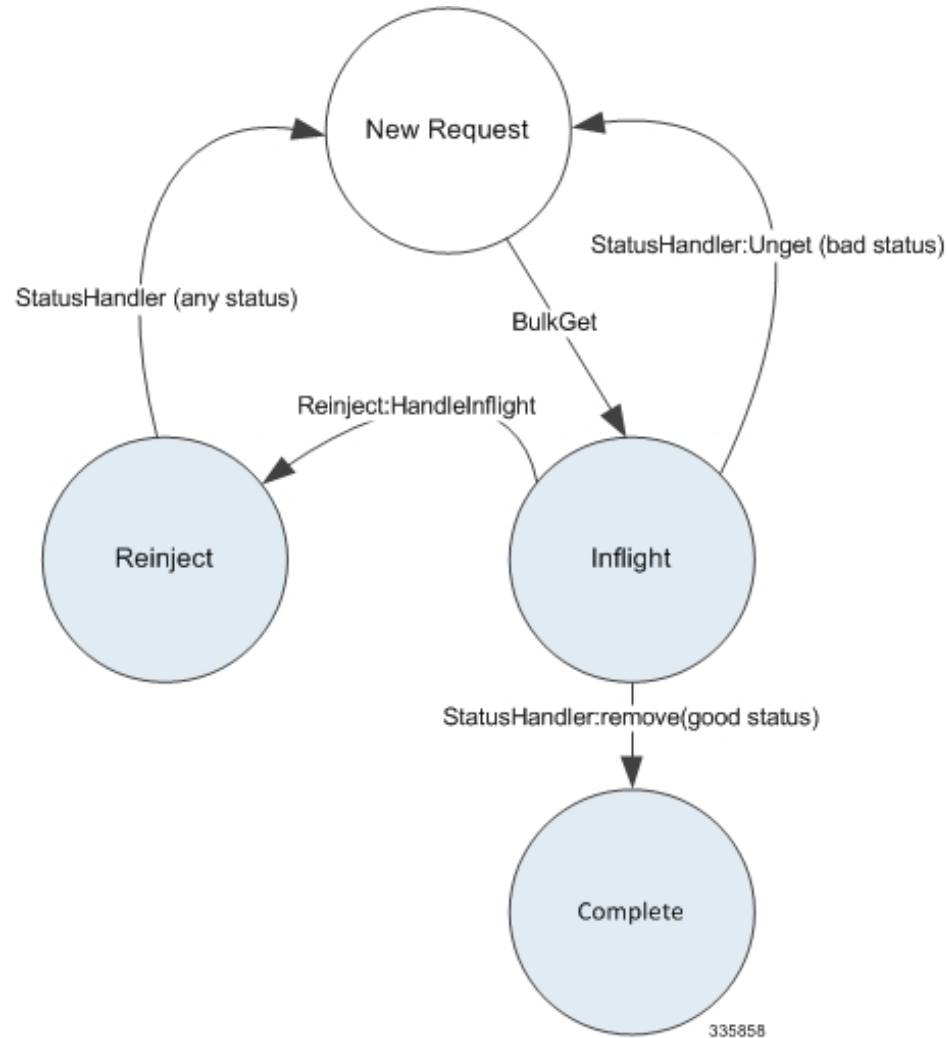 New Request
StatusHandler:Unget (bad status)
StatusHandler (any status)
BulkGet
Reinject:HandleInflight
Reinject
Inflight
StatusHandler:remove(good status)
Complete
335858